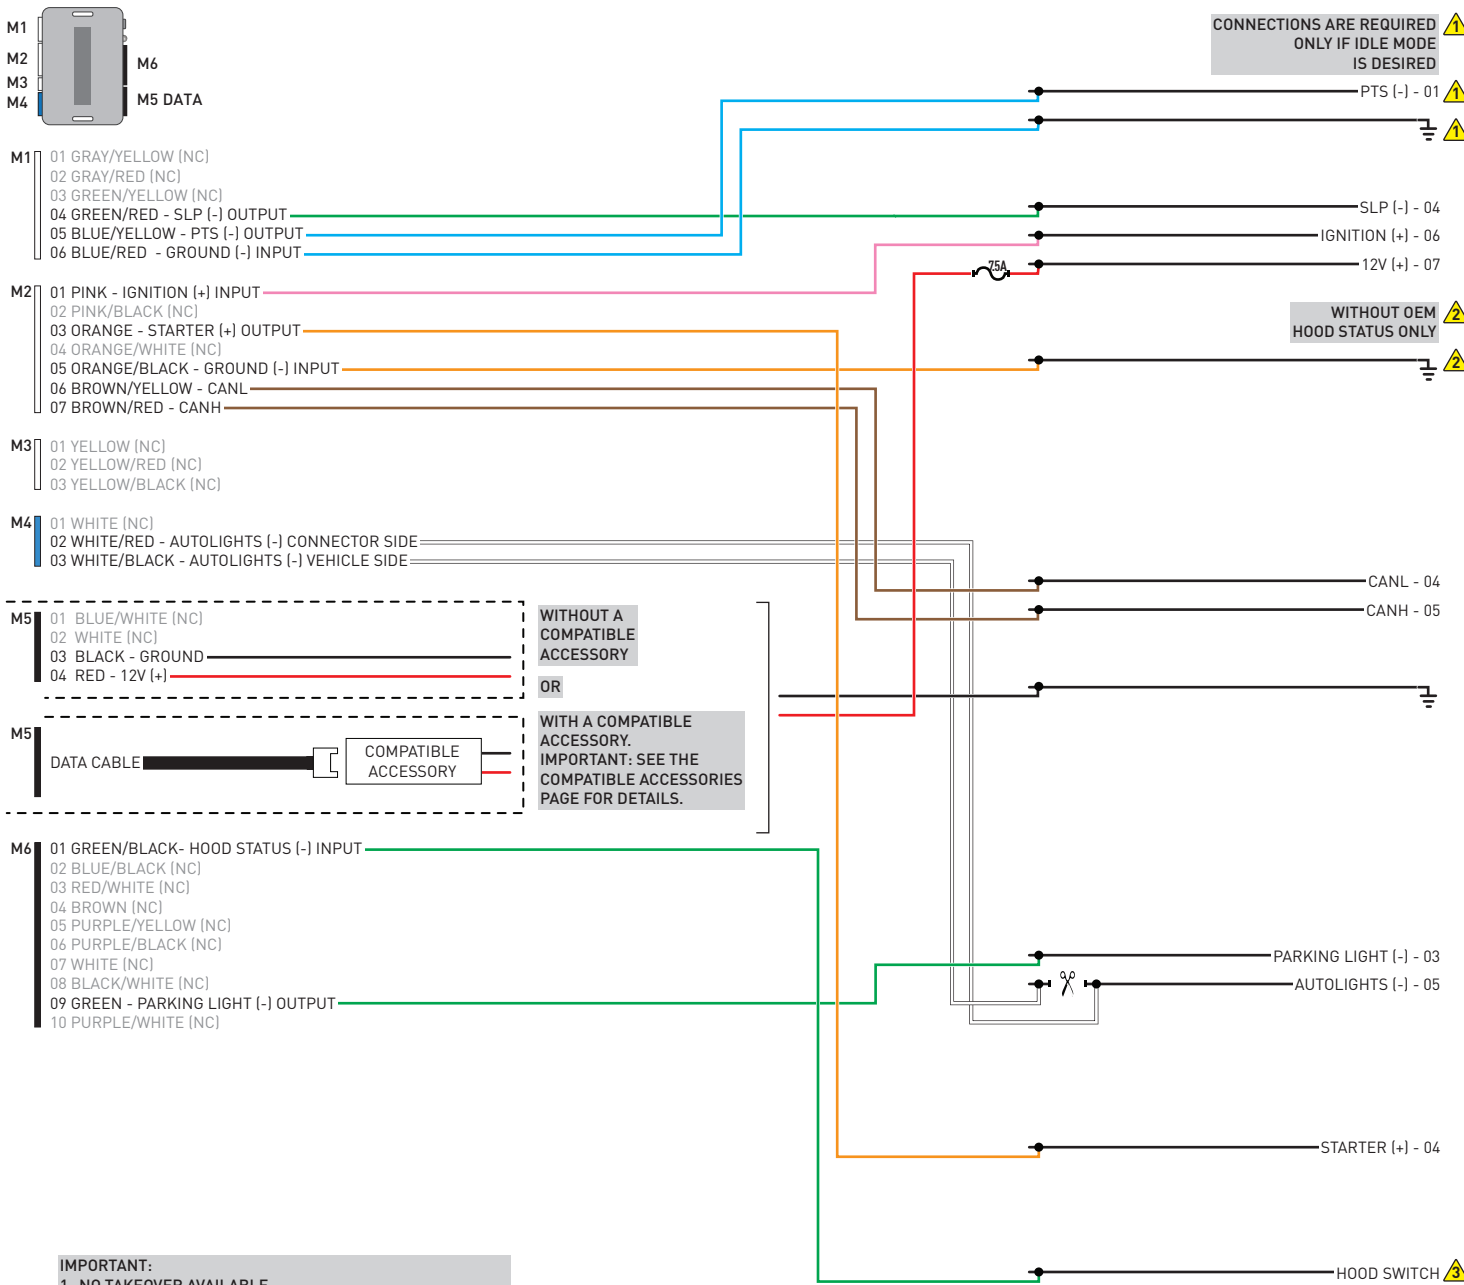 M1
M2
M3
M4
M6
M5 DATA
CONNECTIONS ARE REQUIRED
ONLY IF IDLE MODE
IS DESIRED
1
PTS (-) - 01
1
1
M1
01 GRAY/YELLOW (NC)
02 GRAY/RED (NC)
03 GREEN/YELLOW (NC)
04 GREEN/RED - SLP (-) OUTPUT
05 BLUE/YELLOW - PTS (-) OUTPUT
06 BLUE/RED - GROUND (-) INPUT
SLP (-) - 04
IGNITION (+) - 06
7.5A
12V (+) - 07
M2
01 PINK - IGNITION (+) INPUT
02 PINK/BLACK (NC)
03 ORANGE - STARTER (+) OUTPUT
04 ORANGE/WHITE (NC)
05 ORANGE/BLACK - GROUND (-) INPUT
06 BROWN/YELLOW - CANL
07 BROWN/RED - CANH
WITHOUT OEM
HOOD STATUS ONLY
2
2
M3
01 YELLOW (NC)
02 YELLOW/RED (NC)
03 YELLOW/BLACK (NC)
M4
01 WHITE (NC)
02 WHITE/RED - AUTOLIGHTS (-) CONNECTOR SIDE
03 WHITE/BLACK - AUTOLIGHTS (-) VEHICLE SIDE
CANL - 04
CANH - 05
M5
01 BLUE/WHITE (NC)
02 WHITE (NC)
03 BLACK - GROUND
04 RED - 12V (+)
WITHOUT A
COMPATIBLE
ACCESSORY
OR
M5
DATA CABLE
COMPATIBLE
ACCESSORY
WITH A COMPATIBLE
ACCESSORY.
IMPORTANT: SEE THE
COMPATIBLE ACCESSORIES
PAGE FOR DETAILS.
M6
01 GREEN/BLACK- HOOD STATUS (-) INPUT
02 BLUE/BLACK (NC)
03 RED/WHITE (NC)
04 BROWN (NC)
05 PURPLE/YELLOW (NC)
06 PURPLE/BLACK (NC)
07 WHITE (NC)
08 BLACK/WHITE (NC)
09 GREEN - PARKING LIGHT (-) OUTPUT
10 PURPLE/WHITE (NC)
PARKING LIGHT (-) - 03
AUTOLIGHTS (-) - 05
STARTER (+) - 04
HOOD SWITCH
3
IMPORTANT:
1- NO TAKEOVER AVAILABLE